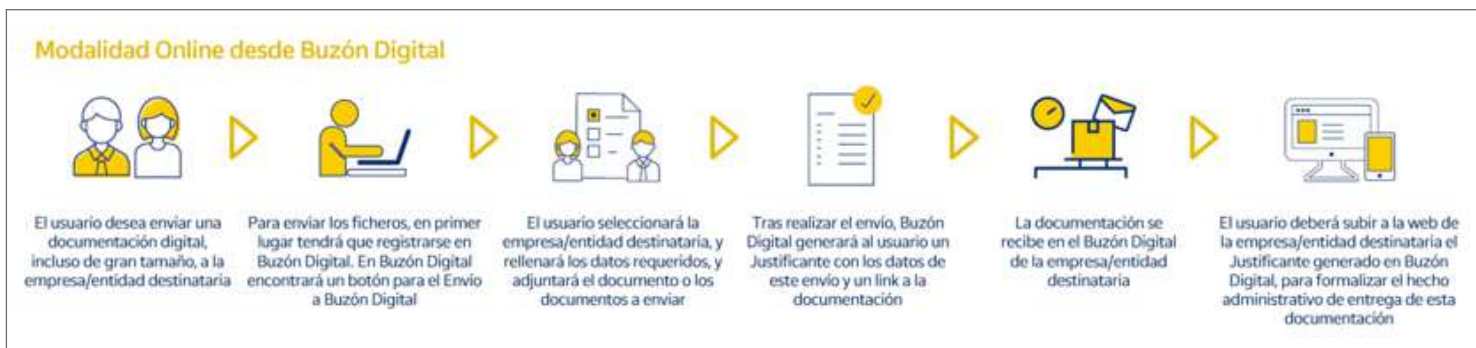 Modalidad Online desde Buzón Digital
El usuario desea enviar una
documentación digital,
incluso de gran tamaño, a la
empresa/entidad destinataria
Para enviar los ficheros, en primer
lugar tendrá que registrarse en
Buzón Digital. En Buzón Digital
encontrará un botón para el Envío
a Buzón Digital
El usuario seleccionará la
empresa/entidad destinataria, y
rellenará los datos requeridos, y
adjuntará el documento o los
documentos a enviar
Tras realizar el envío, Buzón
Digital generará al usuario un
Justificante con los datos de
este envío y un link a la
documentación
La documentación se
recibe en el Buzón Digital
de la empresa/entidad
destinataria
El usuario deberá subir a la web de
la empresa/entidad destinataria el
Justificante generado en Buzón
Digital, para formalizar el hecho
administrativo de entrega de esta
documentación